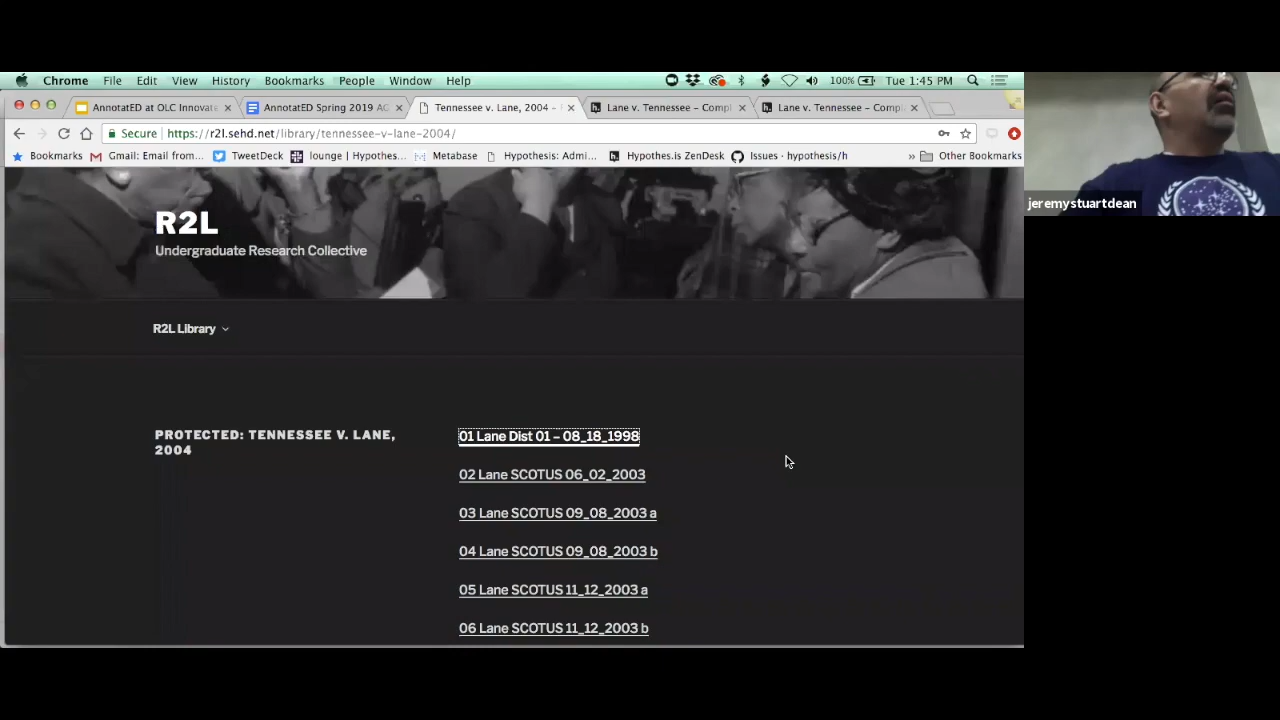 Chrome File Edit View History Bookmarks People Window Help 100% Tue 1:45 PM
AnnotatED at OLC Innovate AnnotatED Spring 2019 AG Tennessee v. Lane, 2004 – Lane v. Tennessee – Compl Lane v. Tennessee – Compla
Secure https://r2l.sehd.net/library/tennessee-v-lane-2004/
Bookmarks Gmail: Email from... TweetDeck lounge | Hypothes... Metabase Hypothesis: Admi... Hypothes.is ZenDesk Issues · hypothesis/h » Other Bookmarks
jeremystuartdean
R2L
Undergraduate Research Collective
R2L Library
PROTECTED: TENNESSEE V. LANE,
2004
01 Lane Dist 01 – 08_18_1998
02 Lane SCOTUS 06_02_2003
03 Lane SCOTUS 09_08_2003 a
04 Lane SCOTUS 09_08_2003 b
05 Lane SCOTUS 11_12_2003 a
06 Lane SCOTUS 11_12_2003 b